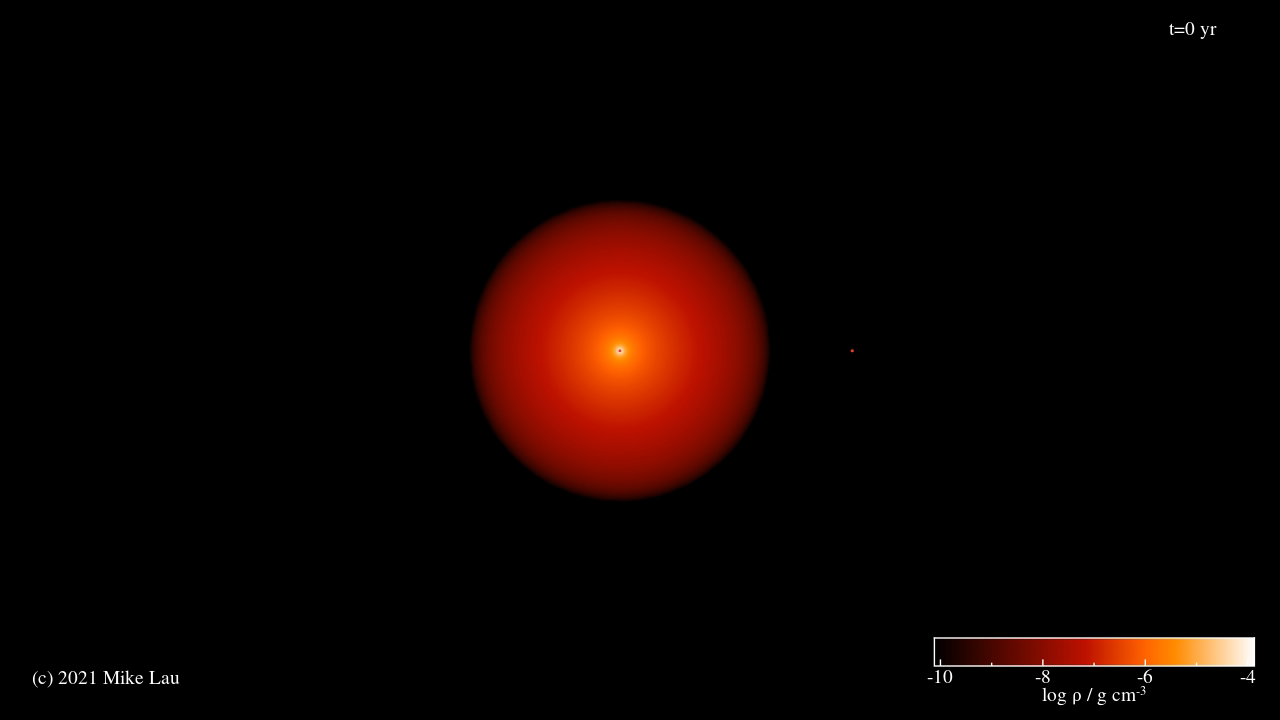 t=0 yr
(c) 2021 Mike Lau
-10 -8 -6 -4
log ρ / g cm⁻³